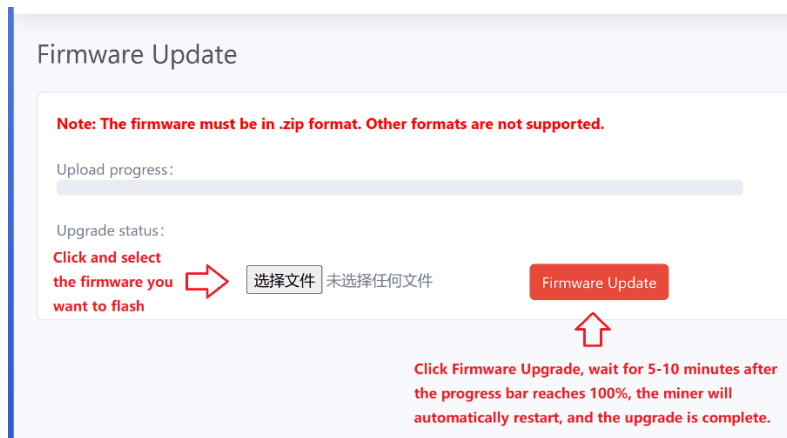 Firmware Update
Note: The firmware must be in .zip format. Other formats are not supported.
Upload progress:
Upgrade status:
Click and select
the firmware you
want to flash
选择文件 未选择任何文件
Firmware Update
Click Firmware Upgrade, wait for 5-10 minutes after
the progress bar reaches 100%, the miner will
automatically restart, and the upgrade is complete.